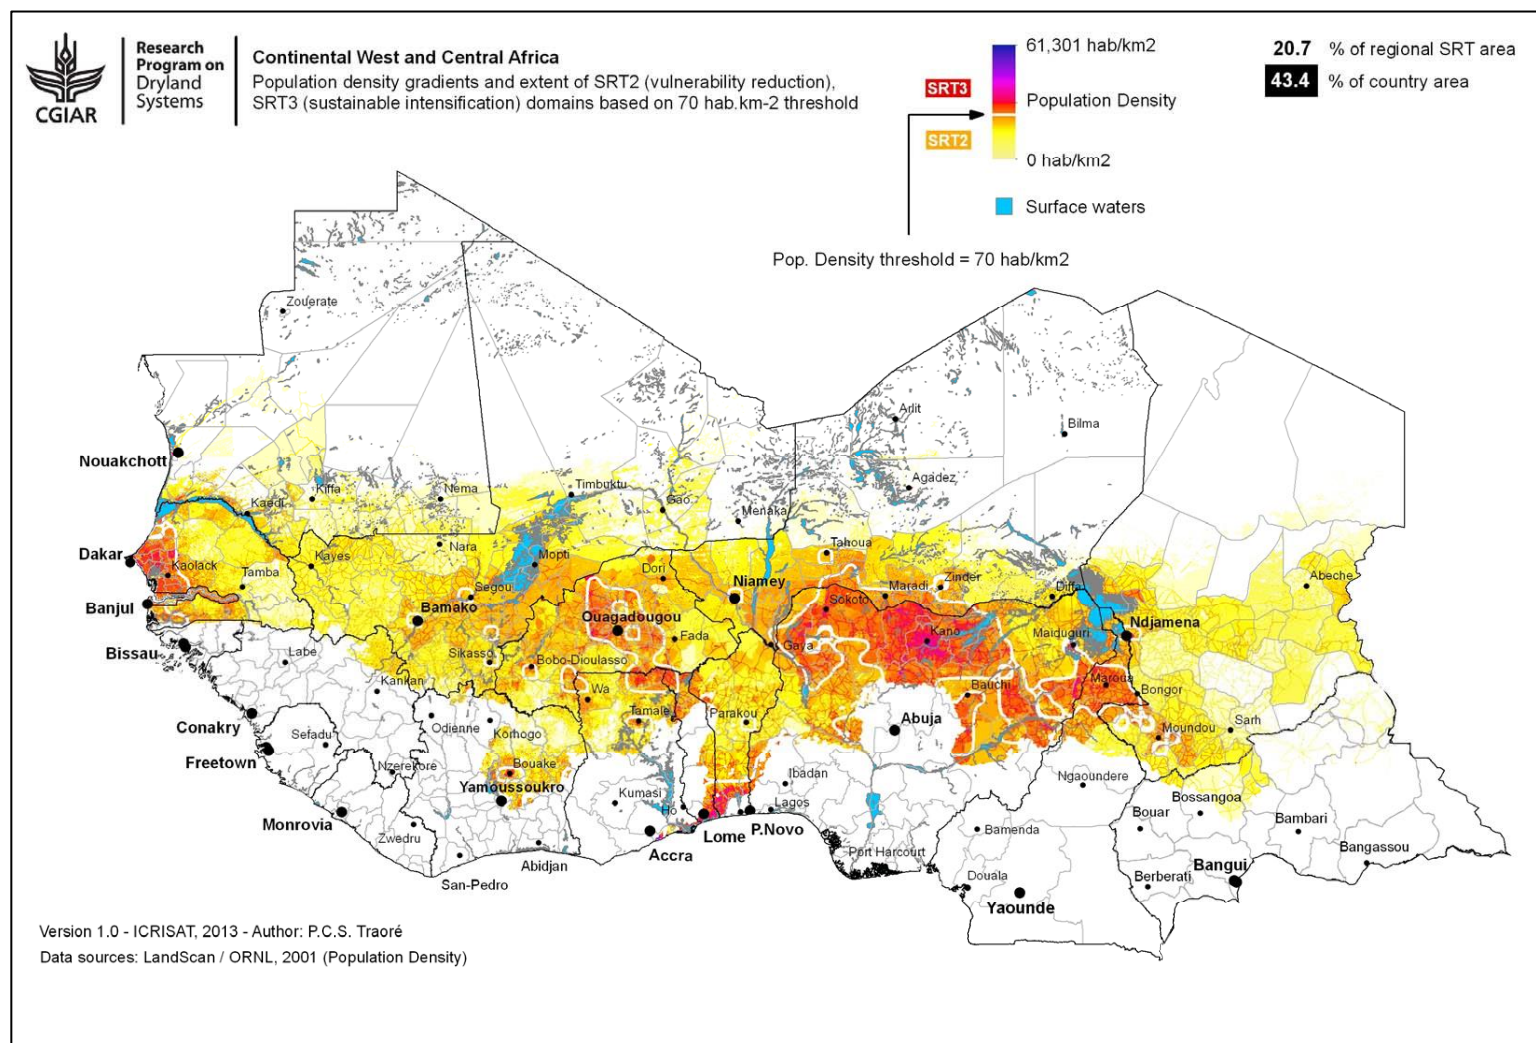 CGIAR
Research
Program on
Dryland
Systems
Continental West and Central Africa
Population density gradients and extent of SRT2 (vulnerability reduction),
SRT3 (sustainable intensification) domains based on 70 hab.km-2 threshold
SRT3
SRT2
61,301 hab/km2
Population Density
0 hab/km2
Surface waters
20.7 % of regional SRT area
43.4 % of country area
Pop. Density threshold = 70 hab/km2
Zouerate
Arlit
Bilma
Nouakchott
Kiffa
Nema
Timbuktu
Agadez
Kaedi
Gao
Menaka
Dakar
Nara
Mopti
Tahoua
Kayes
Kaolack
Tamba
Dori
Niamey
Maradi
Zinder
Diffa
Abeche
Segou
Banjul
Bamako
Ouagadougou
Sokoto
Ndjamena
Bissau
Fada
Gaya
Kano
Maiduguri
Labe
Sikasso
Bobo-Dioulasso
Kankan
Wa
Bauchi
Maroua
Bongor
Conakry
Odienne
Korhogo
Tamale
Parakou
Abuja
Moundou
Sarh
Sefadu
Freetown
Nzerekore
Bouake
Ibadan
Ngaoundere
Yamoussoukro
Kumasi
Ho
Lagos
Bossangoa
Monrovia
Zwedru
Lome
P.Novo
Bouar
Bambari
Accra
Bamenda
Abidjan
Port Harcourt
Bangassou
San-Pedro
Douala
Berberati
Bangui
Yaounde
Version 1.0 - ICRISAT, 2013 - Author: P.C.S. Traoré
Data sources: LandScan / ORNL, 2001 (Population Density)